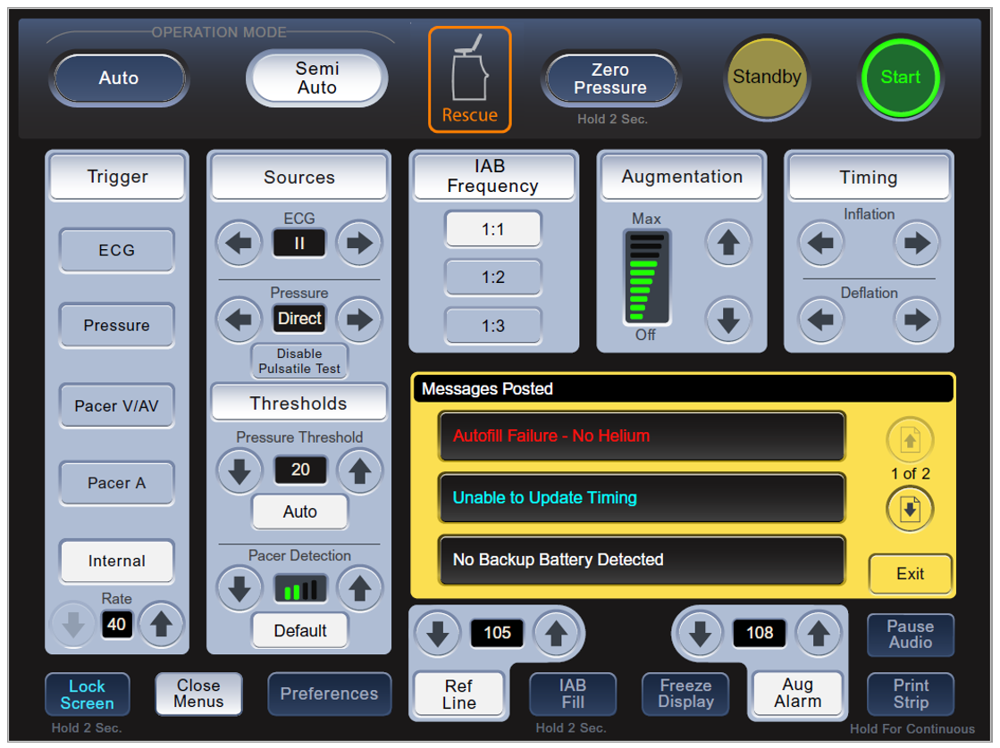 OPERATION MODE
Auto
Semi
Auto
Rescue
Zero
Pressure
Hold 2 Sec.
Standby
Start
Trigger
ECG
Pressure
Pacer V/AV
Pacer A
Internal
Rate
40
Sources
ECG
II
Pressure
Direct
Disable
Pulsatile Test
Thresholds
Pressure Threshold
20
Auto
Pacer Detection
Default
IAB
Frequency
1:1
1:2
1:3
Augmentation
Max
Off
Timing
Inflation
Deflation
Messages Posted
Autofill Failure - No Helium
Unable to Update Timing
No Backup Battery Detected
1 of 2
Exit
105
Ref
Line
108
Aug
Alarm
Pause
Audio
Lock
Screen
Hold 2 Sec.
Close
Menus
Preferences
IAB
Fill
Hold 2 Sec.
Freeze
Display
Print
Strip
Hold For Continuous